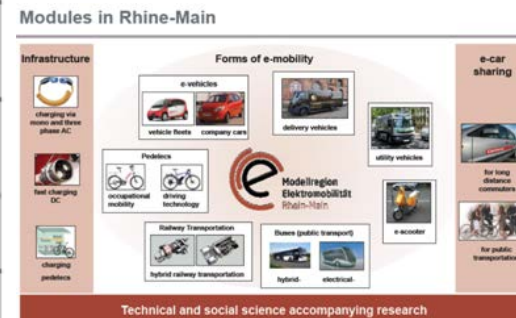 Modules in Rhine-Main
Infrastructure
charging via
mono and three
phase AC
fast charging
DC
charging
pedelecs
Forms of e-mobility
e-vehicles
vehicle fleets
company cars
delivery vehicles
utility vehicles
Pedelecs
occupational
mobility
driving
technology
Modellregion
Elektromobilität
Rhein-Main
e-scooter
Railway Transportation
hybrid railway transportation
Buses (public transport)
hybrid-
electrical-
e-car
sharing
for long
distance
commuters
for public
transportation
Technical and social science accompanying research